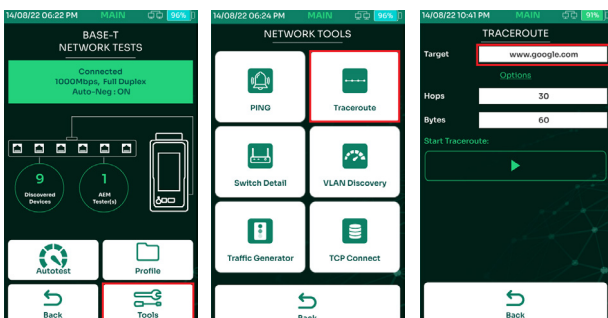 14/08/22 06:22 PM MAIN 96%
BASE-T
NETWORK TESTS
Connected
1000Mbps, Full Duplex
Auto-Neg : ON
9
Discovered
Devices
1
AEM
Tester(s)
Autotest
Profile
Back
Tools
14/08/22 06:24 PM MAIN 96%
NETWORK TOOLS
PING
Traceroute
Switch Detail
VLAN Discovery
Traffic Generator
TCP Connect
Back
14/08/22 10:41 PM MAIN 91%
TRACEROUTE
Target www.google.com
Options
Hops 30
Bytes 60
Start Traceroute:
Back